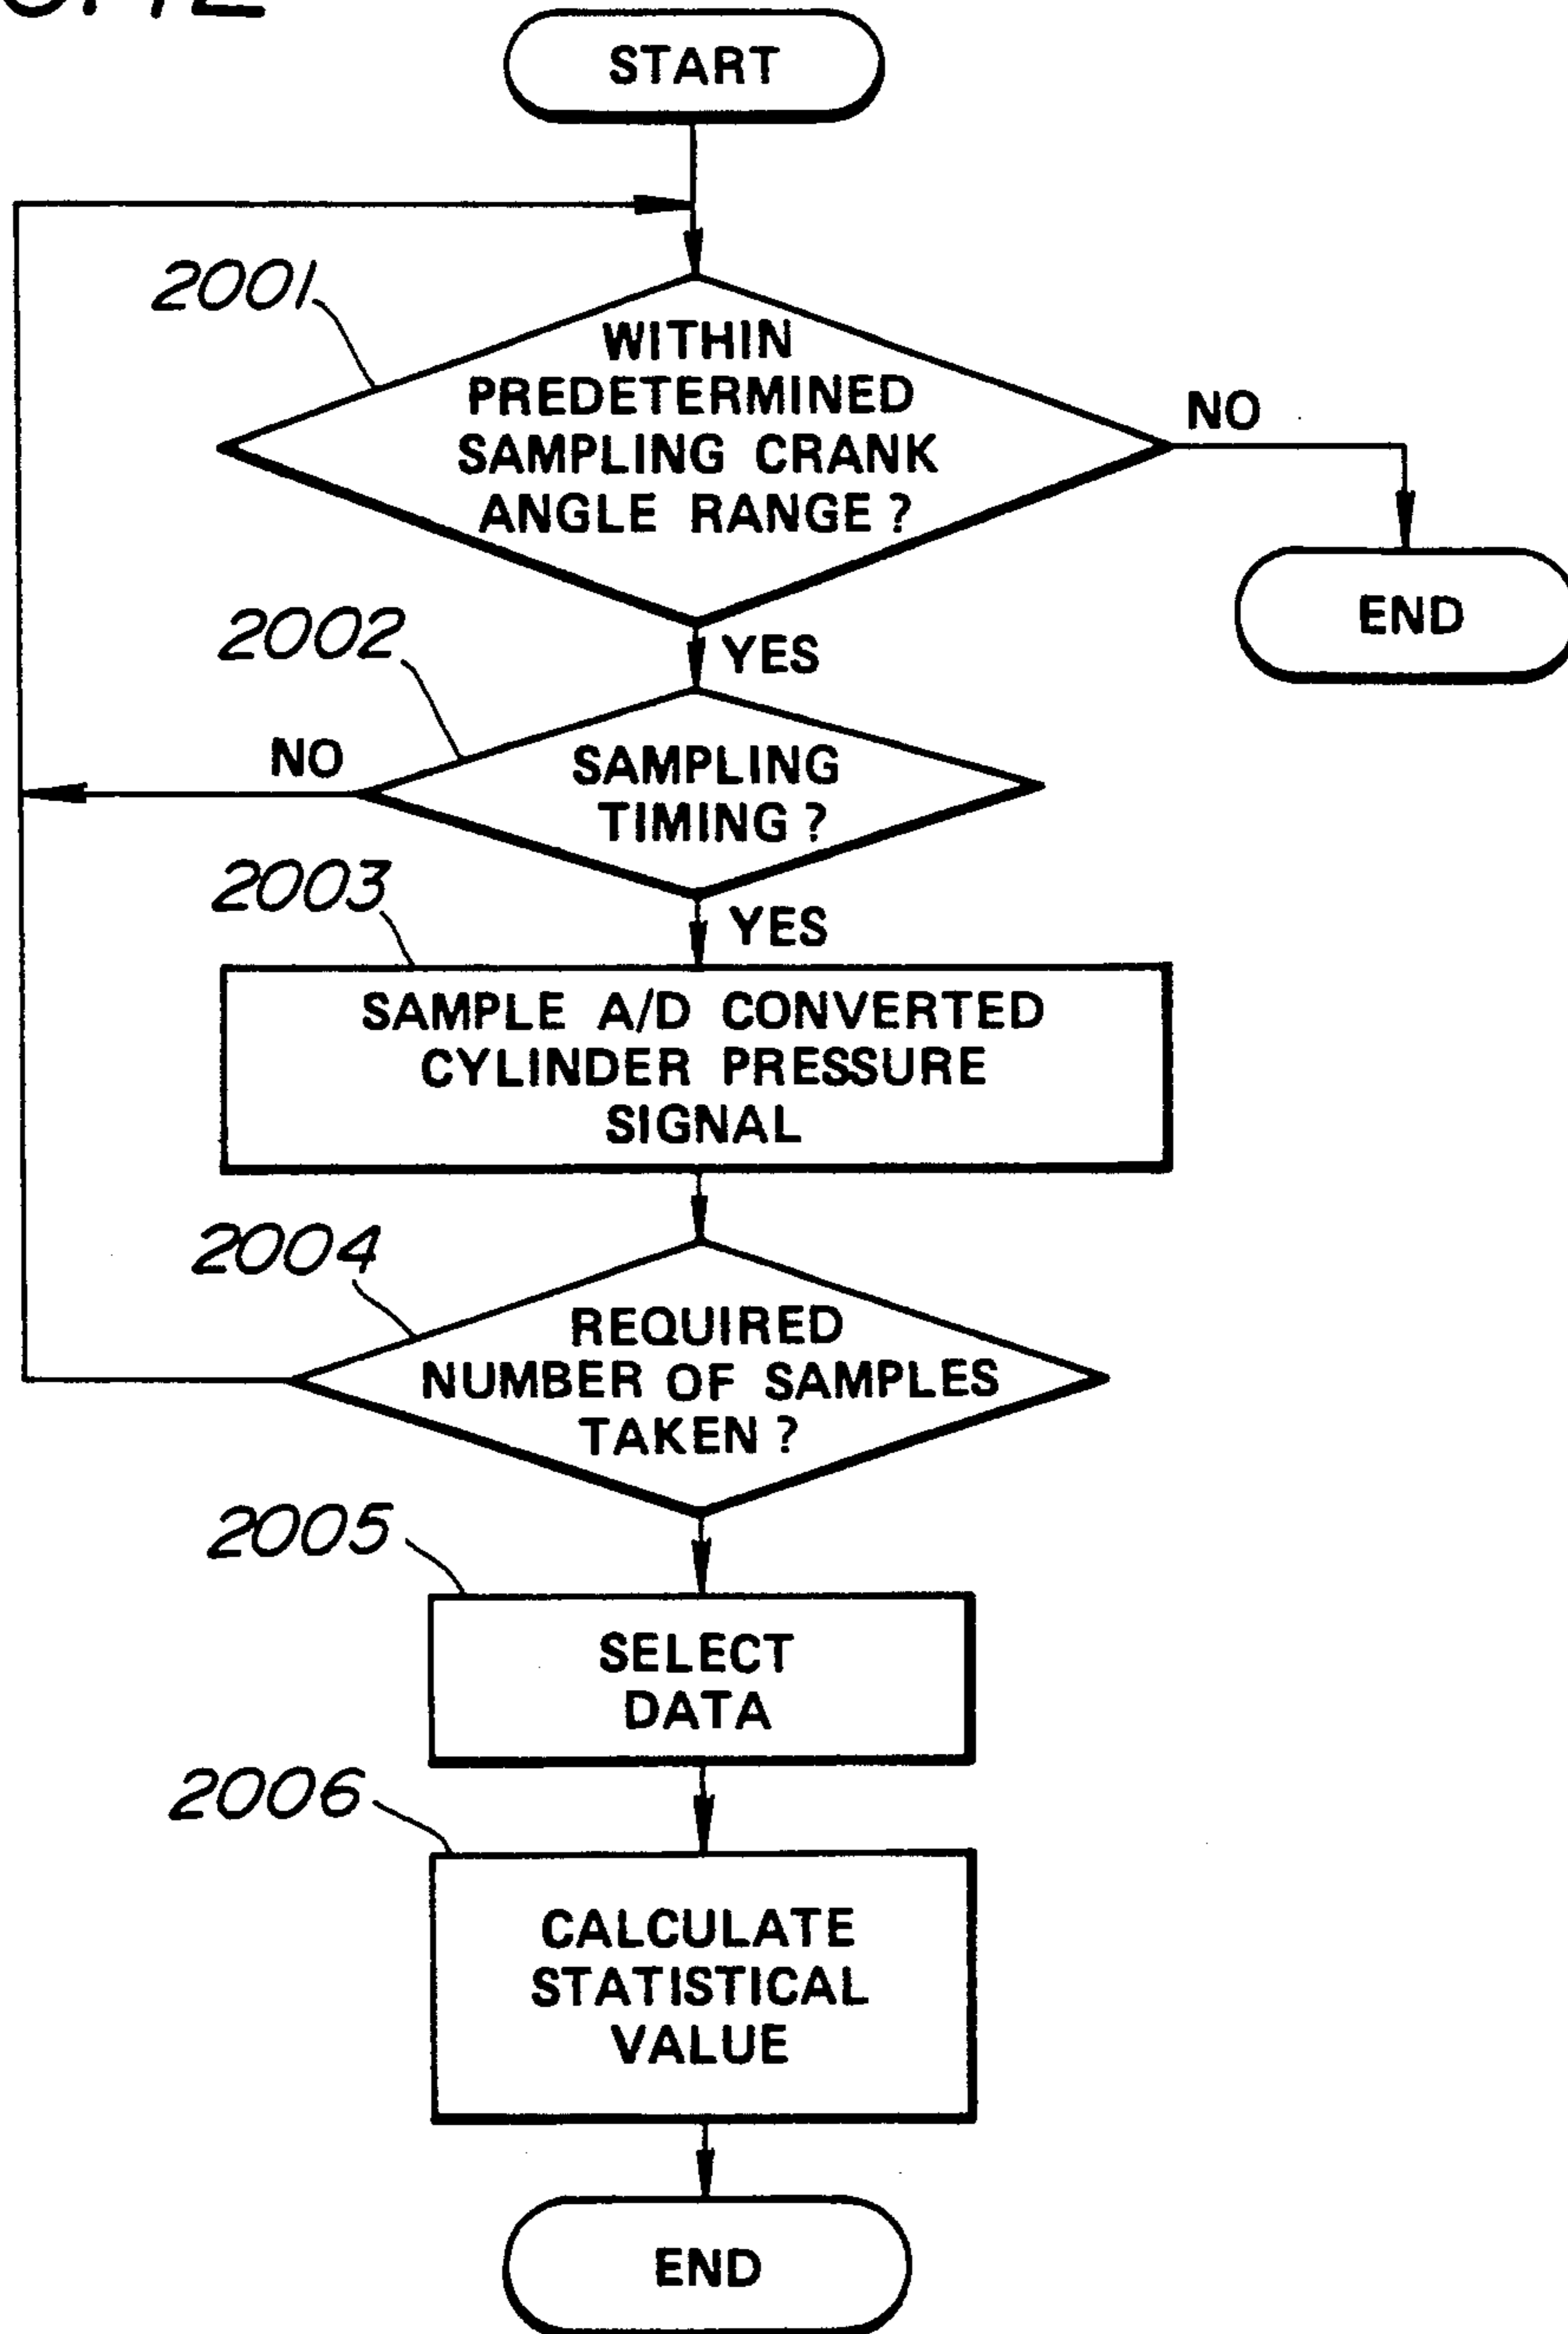 START
2001
WITHIN
PREDETERMINED
SAMPLING CRANK
ANGLE RANGE ?
NO
END
2002
YES
NO
SAMPLING
TIMING ?
2003
YES
SAMPLE A/D CONVERTED
CYLINDER PRESSURE
SIGNAL
2004
REQUIRED
NUMBER OF SAMPLES
TAKEN ?
2005
SELECT
DATA
2006
CALCULATE
STATISTICAL
VALUE
END